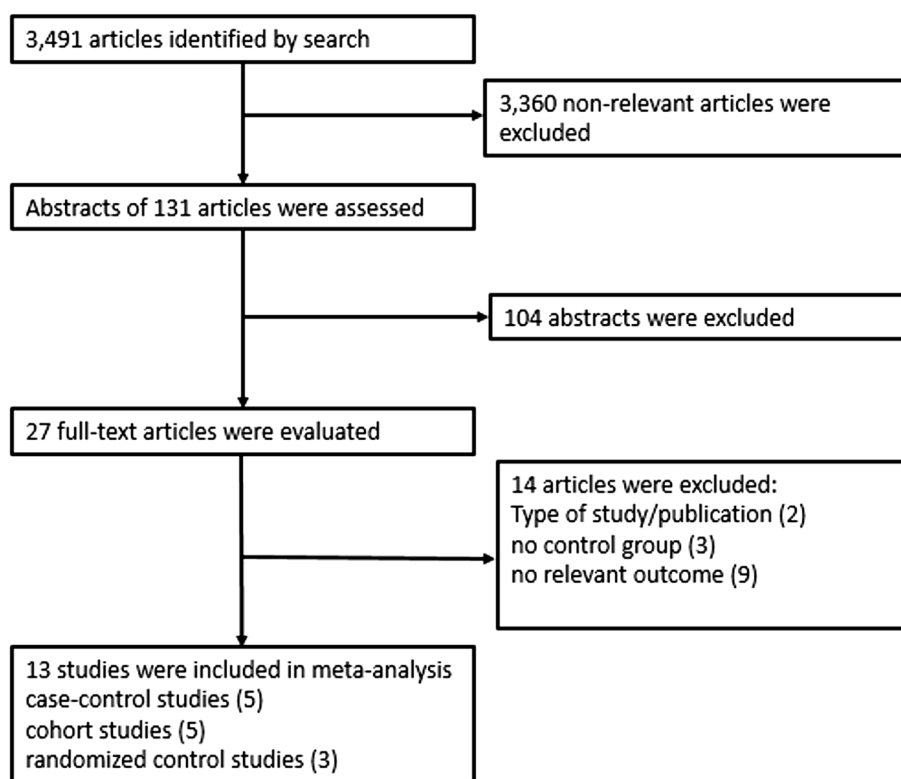 3,491 articles identified by search
3,360 non-relevant articles were
excluded
Abstracts of 131 articles were assessed
104 abstracts were excluded
27 full-text articles were evaluated
14 articles were excluded:
Type of study/publication (2)
no control group (3)
no relevant outcome (9)
13 studies were included in meta-analysis
case-control studies (5)
cohort studies (5)
randomized control studies (3)